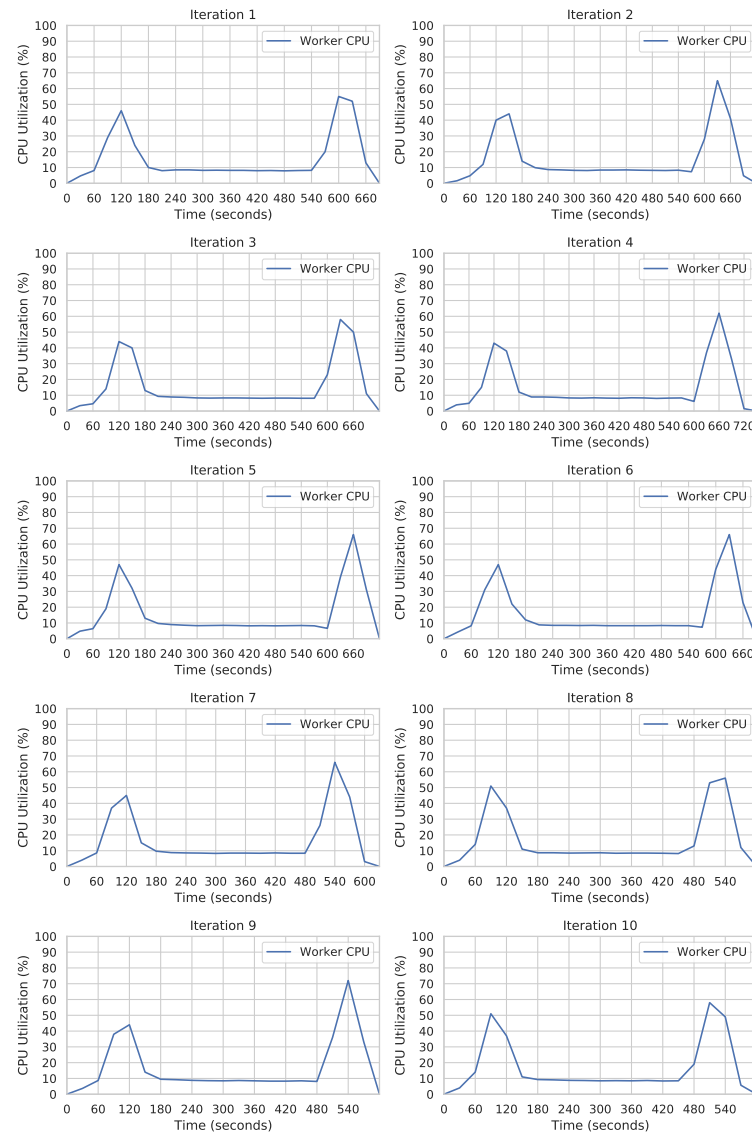 Iteration 1
Worker CPU
CPU Utilization (%)
100
90
80
70
60
50
40
30
20
10
0
0 60 120 180 240 300 360 420 480 540 600 660
Time (seconds)
Iteration 2
Worker CPU
CPU Utilization (%)
100
90
80
70
60
50
40
30
20
10
0
0 60 120 180 240 300 360 420 480 540 600 660
Time (seconds)
Iteration 3
Worker CPU
CPU Utilization (%)
100
90
80
70
60
50
40
30
20
10
0
0 60 120 180 240 300 360 420 480 540 600 660
Time (seconds)
Iteration 4
Worker CPU
CPU Utilization (%)
100
90
80
70
60
50
40
30
20
10
0
0 60 120 180 240 300 360 420 480 540 600 660 720
Time (seconds)
Iteration 5
Worker CPU
CPU Utilization (%)
100
90
80
70
60
50
40
30
20
10
0
0 60 120 180 240 300 360 420 480 540 600 660
Time (seconds)
Iteration 6
Worker CPU
CPU Utilization (%)
100
90
80
70
60
50
40
30
20
10
0
0 60 120 180 240 300 360 420 480 540 600 660
Time (seconds)
Iteration 7
Worker CPU
CPU Utilization (%)
100
90
80
70
60
50
40
30
20
10
0
0 60 120 180 240 300 360 420 480 540 600
Time (seconds)
Iteration 8
Worker CPU
CPU Utilization (%)
100
90
80
70
60
50
40
30
20
10
0
0 60 120 180 240 300 360 420 480 540
Time (seconds)
Iteration 9
Worker CPU
CPU Utilization (%)
100
90
80
70
60
50
40
30
20
10
0
0 60 120 180 240 300 360 420 480 540
Time (seconds)
Iteration 10
Worker CPU
CPU Utilization (%)
100
90
80
70
60
50
40
30
20
10
0
0 60 120 180 240 300 360 420 480 540
Time (seconds)